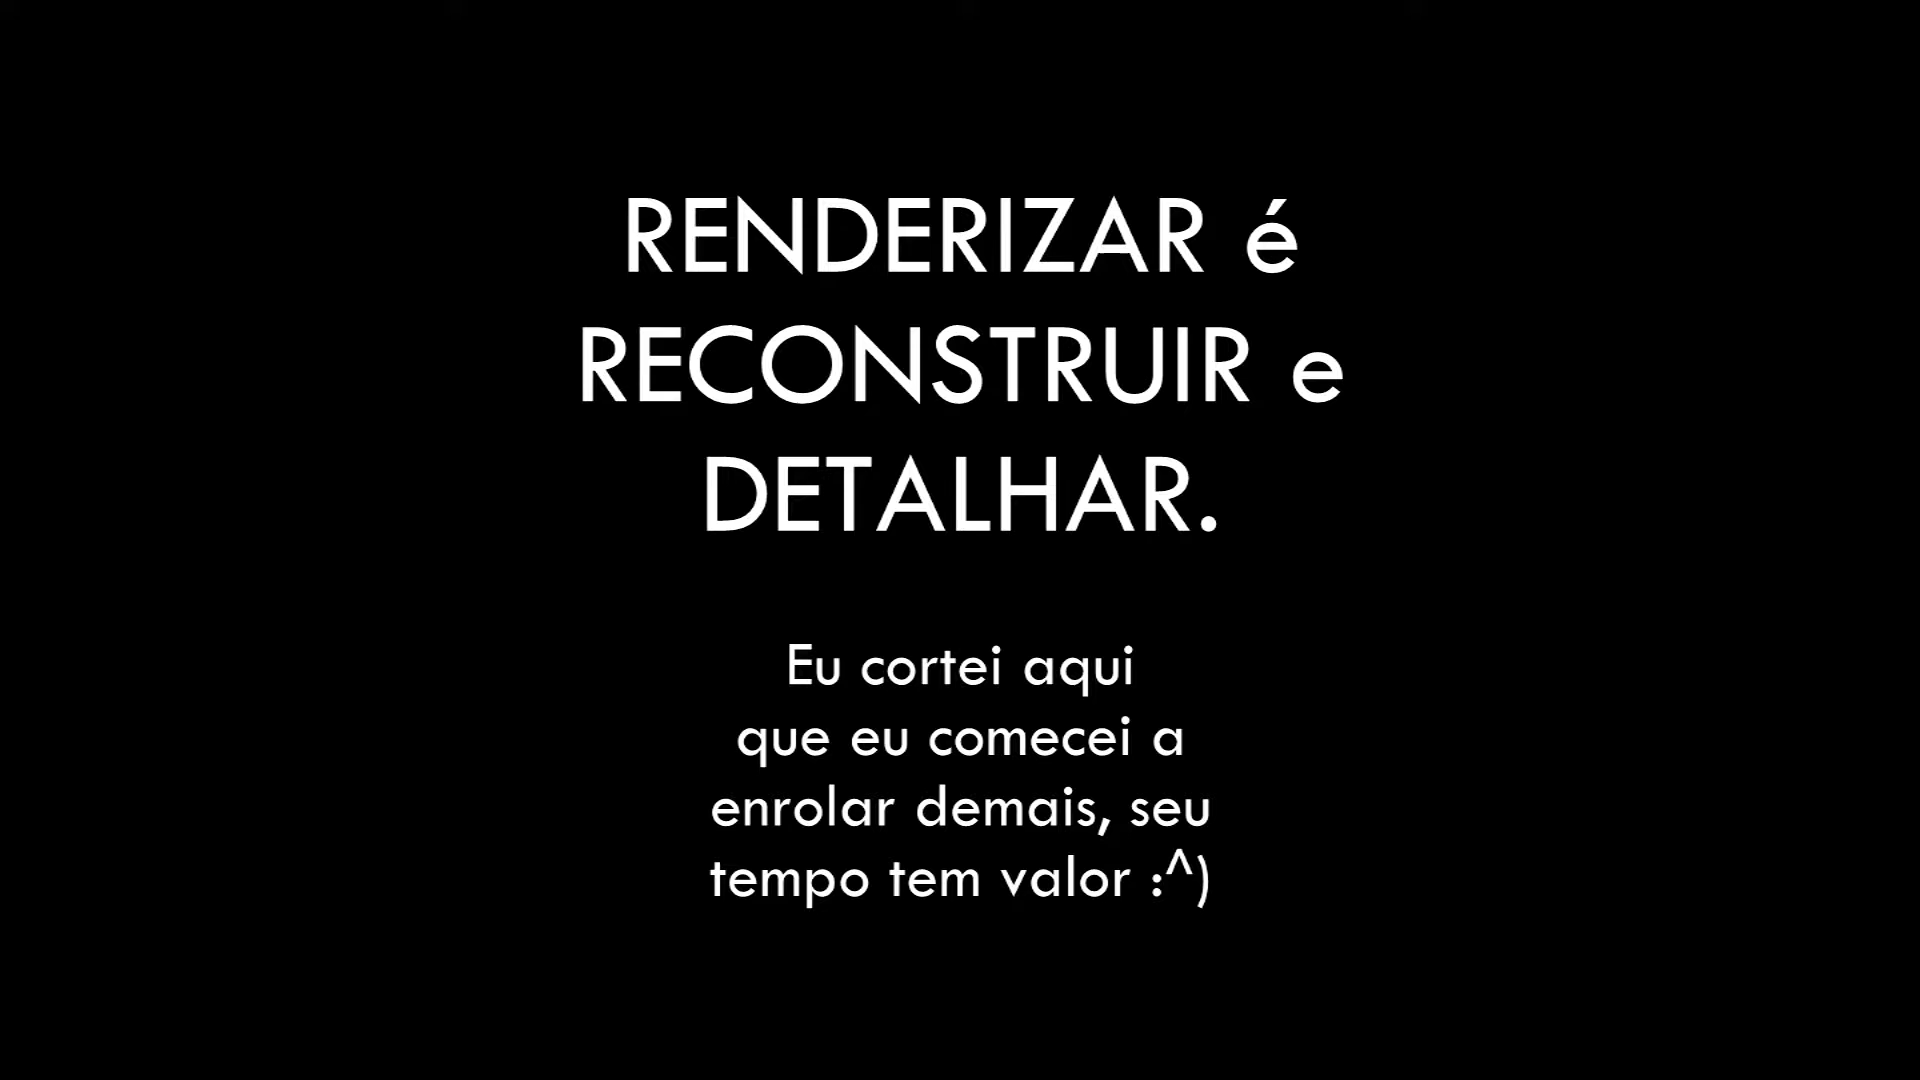 RENDERIZAR é
RECONSTRUIR e
DETALHAR.
Eu cortei aqui
que eu comecei a
enrolar demais, seu
tempo tem valor :^)